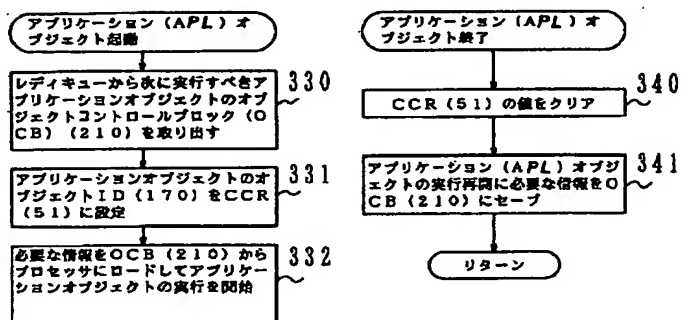 アプリケーション（APL）オ
ブジェクト起動
レディキューから次に実行すべきア
プリケーションオブジェクトのオブ
ジェクトコントロールブロック（O
CB）（210）を取り出す
330
アプリケーションオブジェクトのオ
ブジェクトID（170）をCCR
（51）に設定
331
必要な情報をOCB（210）から
プロセッサにロードしてアプリケー
ションオブジェクトの実行を開始
332
アプリケーション（APL）オ
ブジェクト終了
CCR（51）の値をクリア
340
アプリケーション（APL）オブジ
ェクトの実行再開に必要な情報をO
CB（210）にセーブ
341
リターン